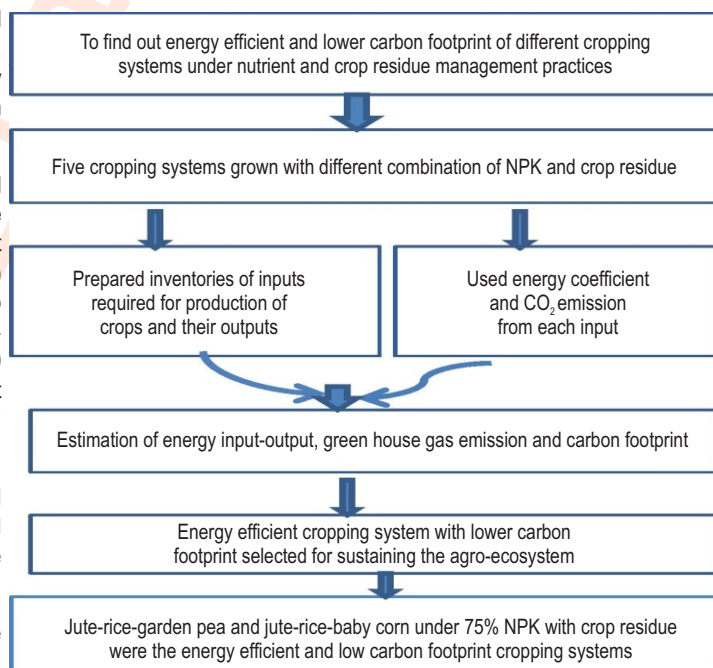 To find out energy efficient and lower carbon footprint of different cropping
systems under nutrient and crop residue management practices
Five cropping systems grown with different combination of NPK and crop residue
Prepared inventories of inputs
required for production of
crops and their outputs
Used energy coefficient
and CO₂ emission
from each input
Estimation of energy input-output, green house gas emission and carbon footprint
Energy efficient cropping system with lower carbon
footprint selected for sustaining the agro-ecosystem
Jute-rice-garden pea and jute-rice-baby corn under 75% NPK with crop residue
were the energy efficient and low carbon footprint cropping systems